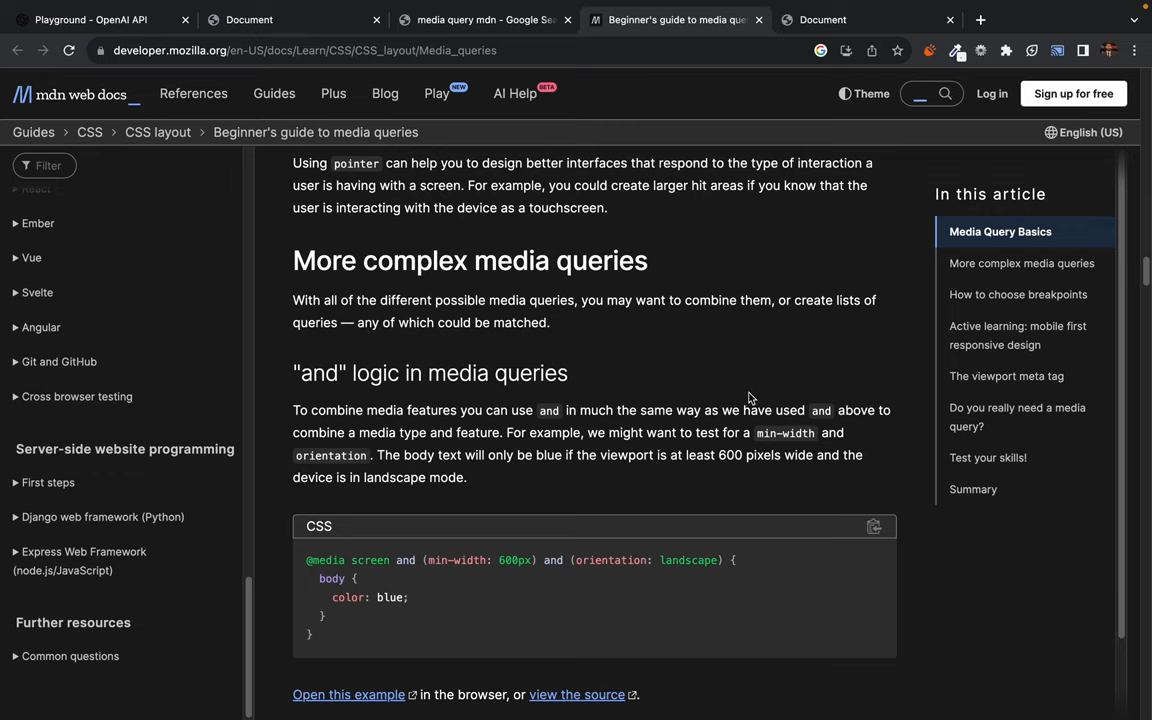 Playground - OpenAI API
Document
media query mdn - Google Sea
Beginner's guide to media que
Document
developer.mozilla.org/en-US/docs/Learn/CSS/CSS_layout/Media_queries
mdn web docs_
References
Guides
Plus
Blog
Play NEW
AI Help BETA
Theme
Log in
Sign up for free
Guides > CSS > CSS layout > Beginner's guide to media queries
English (US)
Filter
React
Ember
Vue
Svelte
Angular
Git and GitHub
Cross browser testing
Server-side website programming
First steps
Django web framework (Python)
Express Web Framework
(node.js/JavaScript)
Further resources
Common questions
Using pointer can help you to design better interfaces that respond to the type of interaction a
user is having with a screen. For example, you could create larger hit areas if you know that the
user is interacting with the device as a touchscreen.
More complex media queries
With all of the different possible media queries, you may want to combine them, or create lists of
queries — any of which could be matched.
"and" logic in media queries
To combine media features you can use and in much the same way as we have used and above to
combine a media type and feature. For example, we might want to test for a min-width and
orientation. The body text will only be blue if the viewport is at least 600 pixels wide and the
device is in landscape mode.
CSS
@media screen and (min-width: 600px) and (orientation: landscape) {
body {
color: blue;
}
}
Open this example in the browser, or view the source.
In this article
Media Query Basics
More complex media queries
How to choose breakpoints
Active learning: mobile first
responsive design
The viewport meta tag
Do you really need a media
query?
Test your skills!
Summary